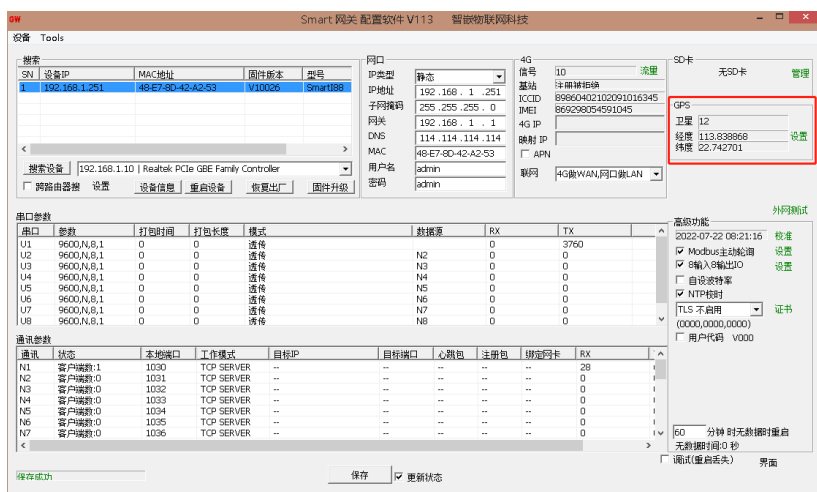 GW Smart 网关 配置软件 V113 智嵌物联网科技
设备 Tools
搜索
SN 设备IP MAC地址 固件版本 型号
1 192.168.1.251 48-E7-8D-42-A2-53 V10026 SmartI88
搜索设备 192.168.1.10 | Realtek PCIe GBE Family Controller
跨路由器搜 设置 设备信息 重启设备 恢复出厂 固件升级
网口
IP类型 静态
IP地址 192 .168 . 1 .251
子网掩码 255 .255 .255 . 0
网关 192 .168 . 1 . 1
DNS 114 .114 .114 .114
MAC 48-E7-8D-42-A2-53
用户名 admin
密码 admin
4G
信号 10 流量
基站 注册被拒绝
ICCID 89860402102091016345
IMEI 869298054591045
4G IP
映射 IP
APN
联网 4G做WAN,网口做LAN
SD卡
无SD卡 管理
GPS
卫星 12
经度 113.838868 设置
纬度 22.742701
外网测试
串口参数
串口 参数 打包时间 打包长度 模式 数据源 RX TX
U1 9600,N,8,1 0 0 透传 0 3760
U2 9600,N,8,1 0 0 透传 N2 0 0
U3 9600,N,8,1 0 0 透传 N3 0 0
U4 9600,N,8,1 0 0 透传 N4 0 0
U5 9600,N,8,1 0 0 透传 N5 0 0
U6 9600,N,8,1 0 0 透传 N6 0 0
U7 9600,N,8,1 0 0 透传 N7 0 0
U8 9600,N,8,1 0 0 透传 N8 0 0
高级功能
2022-07-22 08:21:16 校准
Modbus主动轮询 设置
8输入8输出IO 设置
自设波特率
NTP校时
TLS 不启用 证书
(0000,0000,0000)
用户代码 V000
通讯参数
通讯 状态 本地端口 工作模式 目标IP 目标端口 心跳包 注册包 绑定网卡 RX
N1 客户端数:1 1030 TCP SERVER -- -- -- -- -- 28
N2 客户端数:0 1031 TCP SERVER -- -- -- -- -- 0
N3 客户端数:0 1032 TCP SERVER -- -- -- -- -- 0
N4 客户端数:0 1033 TCP SERVER -- -- -- -- -- 0
N5 客户端数:0 1034 TCP SERVER -- -- -- -- -- 0
N6 客户端数:0 1035 TCP SERVER -- -- -- -- -- 0
N7 客户端数:0 1036 TCP SERVER -- -- -- -- -- 0
60 分钟 时无数据时重启
无数据时间:0 秒
调试(重启丢失) 界面
保存成功 保存 更新状态